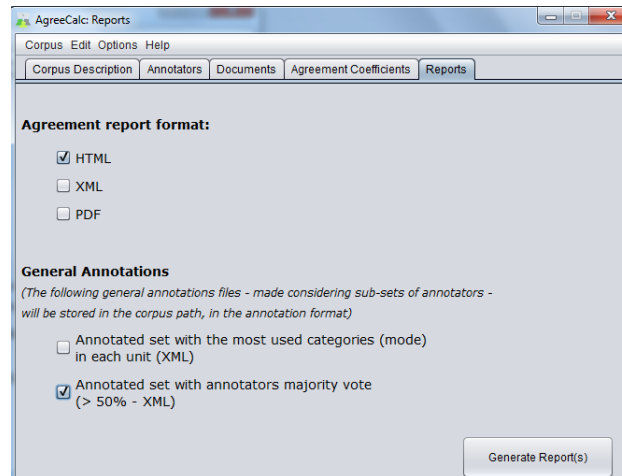 AgreeCalc: Reports
Corpus Edit Options Help
Corpus Description Annotators Documents Agreement Coefficients Reports
Agreement report format:
HTML
XML
PDF
General Annotations
(The following general annotations files - made considering sub-sets of annotators -
will be stored in the corpus path, in the annotation format)
Annotated set with the most used categories (mode)
in each unit (XML)
Annotated set with annotators majority vote
(> 50% - XML)
Generate Report(s)